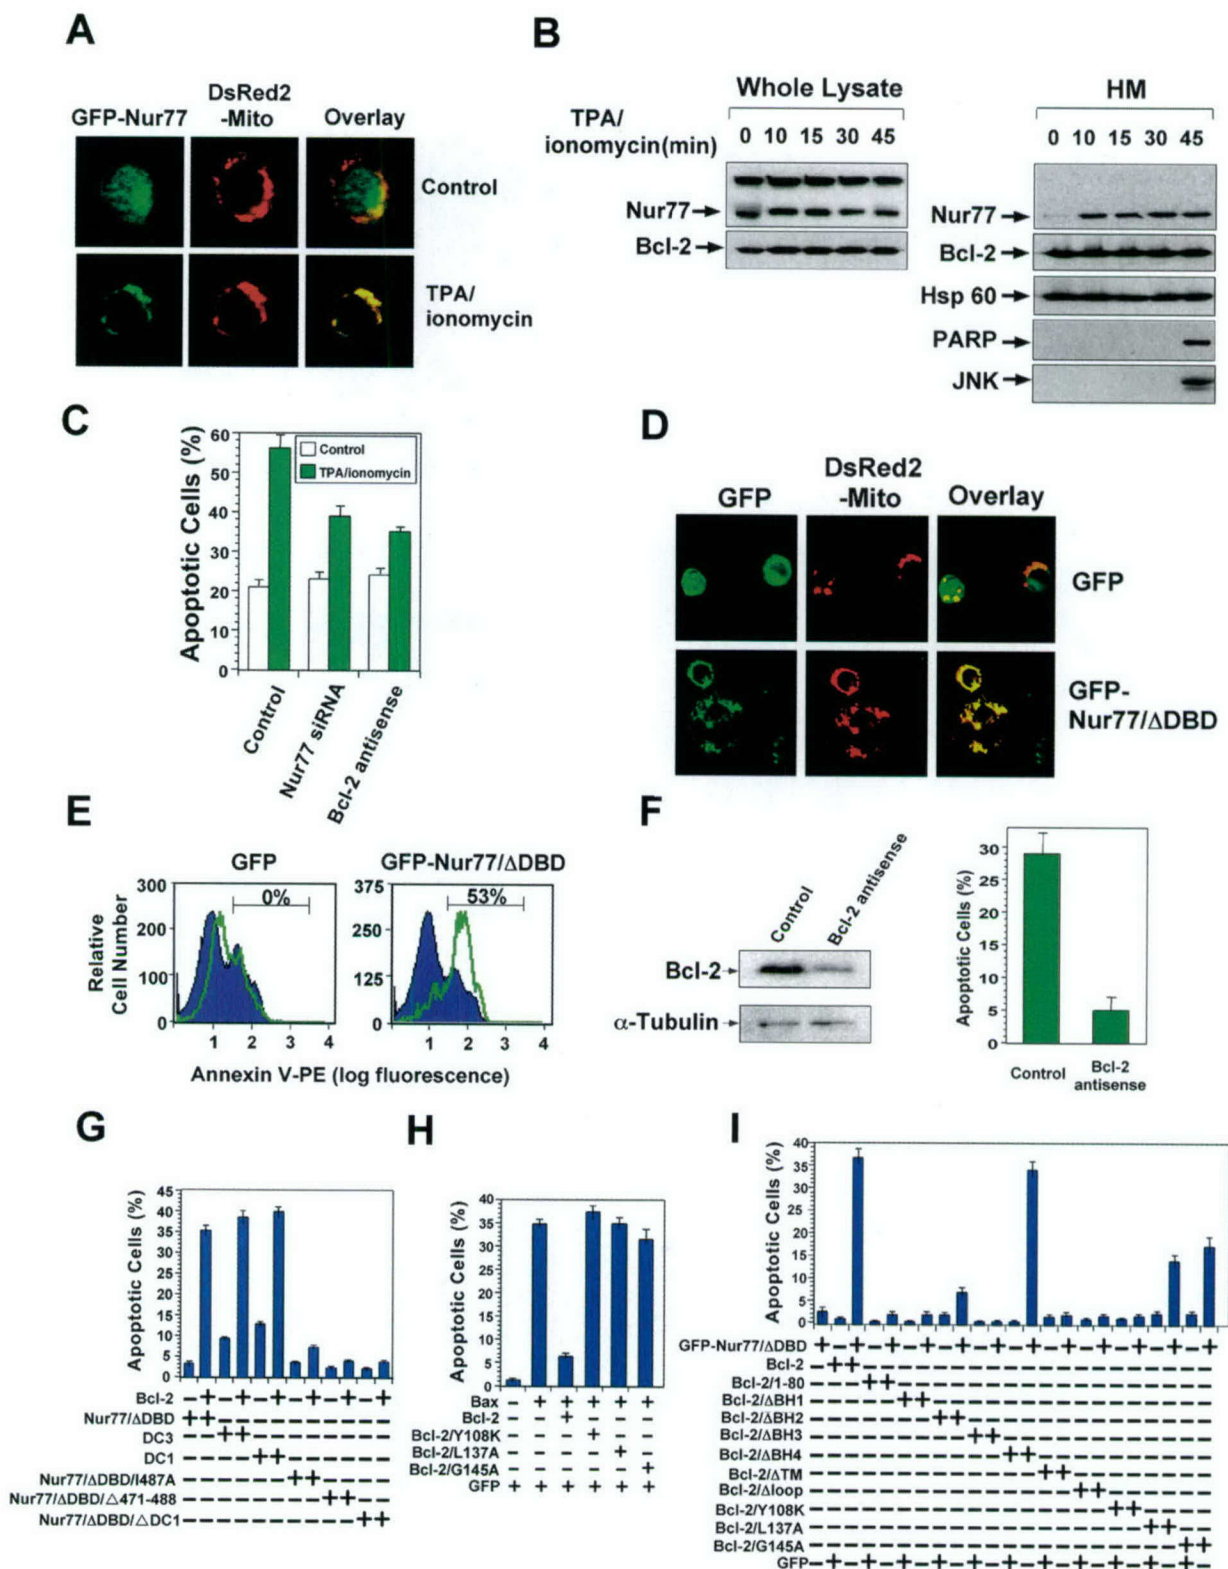 A
GFP-Nur77
DsRed2
-Mito
Overlay
Control
TPA/
ionomycin
B
Whole Lysate
HM
TPA/
ionomycin(min)
0 10 15 30 45
0 10 15 30 45
Nur77
Bcl-2
Nur77
Bcl-2
Hsp 60
PARP
JNK
C
Apoptotic Cells (%)
60
50
40
30
20
10
0
Control
TPA/ionomycin
Control
Nur77 siRNA
Bcl-2 antisense
D
GFP
DsRed2
-Mito
Overlay
GFP
GFP-
Nur77/ΔDBD
E
GFP
GFP-Nur77/ΔDBD
Relative
Cell Number
300
200
100
0
0%
1 2 3 4
375
250
125
0
53%
1 2 3 4
Annexin V-PE (log fluorescence)
F
Control
Bcl-2 antisense
Bcl-2
α-Tubulin
Apoptotic Cells (%)
30
25
20
15
10
5
0
Control
Bcl-2
antisense
G
Apoptotic Cells (%)
45
40
35
30
25
20
15
10
5
0
Bcl-2 – + – + – + – + – + – +
Nur77/ΔDBD + + – – – – – – – – – –
DC3 – – + + – – – – – – – –
DC1 – – – – + + – – – – – –
Nur77/ΔDBD/I487A – – – – – – + + – – – –
Nur77/ΔDBD/△471-488 – – – – – – – – + + – –
Nur77/ΔDBD/△DC1 – – – – – – – – – – + +
H
Apoptotic Cells (%)
40
35
30
25
20
15
10
5
0
Bax – + + + + +
Bcl-2 – – + – – –
Bcl-2/Y108K – – – + – –
Bcl-2/L137A – – – – + –
Bcl-2/G145A – – – – – +
GFP + + + + + +
I
Apoptotic Cells (%)
40
35
30
25
20
15
10
5
0
GFP-Nur77/ΔDBD + – + – + – + – + – + – + – + – + – + – + – +
Bcl-2 – + + – – – – – – – – – – – – – – – – – – – –
Bcl-2/1-80 – – – + + – – – – – – – – – – – – – – – – – –
Bcl-2/ΔBH1 – – – – – + + – – – – – – – – – – – – – – – –
Bcl-2/ΔBH2 – – – – – – – + + – – – – – – – – – – – – – –
Bcl-2/ΔBH3 – – – – – – – – – + + – – – – – – – – – – – –
Bcl-2/ΔBH4 – – – – – – – – – – – + + – – – – – – – – – –
Bcl-2/ΔTM – – – – – – – – – – – – – + + – – – – – – – –
Bcl-2/Δloop – – – – – – – – – – – – – – – + + – – – – – –
Bcl-2/Y108K – – – – – – – – – – – – – – – – – + + – – – –
Bcl-2/L137A – – – – – – – – – – – – – – – – – – – + + – –
Bcl-2/G145A – – – – – – – – – – – – – – – – – – – – – + +
GFP – + – + – + – + – + – + – + – + – + – + – + –